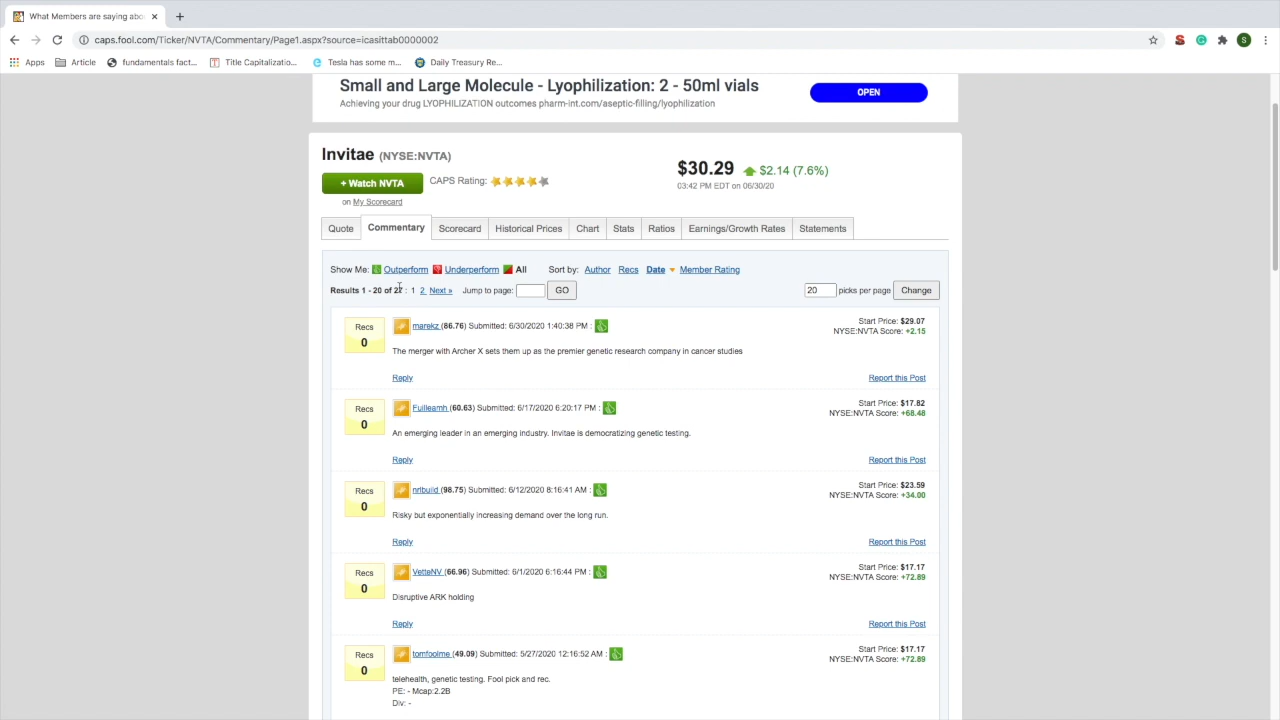 What Members are saying abo
caps.fool.com/Ticker/NVTA/Commentary/Page1.aspx?source=icasittab0000002
Apps Article fundamentals fact... Title Capitalizatio... Tesla has some m... Daily Treasury Re...
Small and Large Molecule - Lyophilization: 2 - 50ml vials
Achieving your drug LYOPHILIZATION outcomes pharm-int.com/aseptic-filling/lyophilization
OPEN
Invitae (NYSE:NVTA)
+ Watch NVTA
on My Scorecard
CAPS Rating:
$30.29 $2.14 (7.6%)
03:42 PM EDT on 06/30/20
Quote Commentary Scorecard Historical Prices Chart Stats Ratios Earnings/Growth Rates Statements
Show Me: Outperform Underperform All Sort by: Author Recs Date Member Rating
Results 1 - 20 of : 1 2 Next » Jump to page: GO 20 picks per page Change
Recs
0
marekz (86.76) Submitted: 6/30/2020 1:40:38 PM :
Start Price: $29.07
NYSE:NVTA Score: +2.15
The merger with Archer X sets them up as the premier genetic research company in cancer studies
Reply Report this Post
Recs
0
Fuilleamh (60.63) Submitted: 6/17/2020 6:20:17 PM :
Start Price: $17.82
NYSE:NVTA Score: +68.48
An emerging leader in an emerging industry. Invitae is democratizing genetic testing.
Reply Report this Post
Recs
0
(98.75) Submitted: 6/12/2020 8:16:41 AM :
Start Price: $23.59
NYSE:NVTA Score: +34.00
Risky but exponentially increasing demand over the long run.
Reply Report this Post
Recs
0
VetteNV (66.96) Submitted: 6/1/2020 6:16:44 PM :
Start Price: $17.17
NYSE:NVTA Score: +72.89
Disruptive ARK holding
Reply Report this Post
Recs
0
tomfoolme (49.09) Submitted: 5/27/2020 12:16:52 AM :
Start Price: $17.17
NYSE:NVTA Score: +72.89
telehealth, genetic testing. Fool pick and rec.
PE: - Mcap:2.2B
Div: -